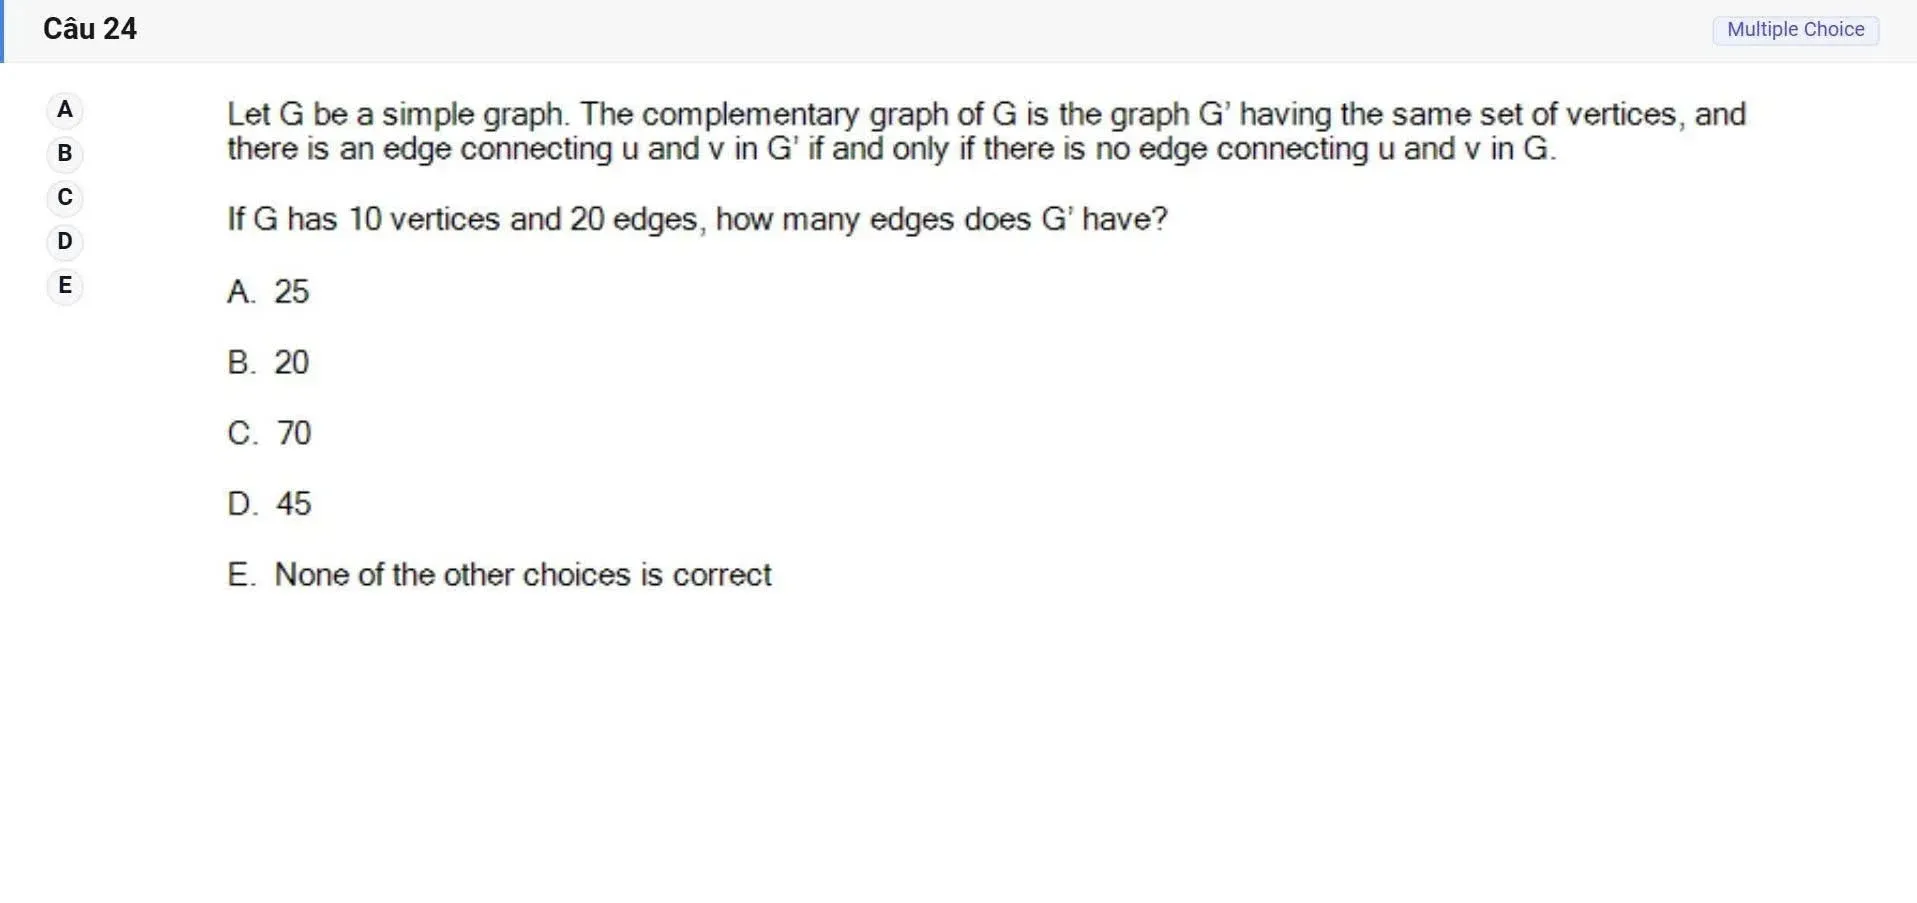 Câu 24
Multiple Choice
A
B
C
D
E
Let G be a simple graph. The complementary graph of G is the graph G' having the same set of vertices, and
there is an edge connecting u and v in G' if and only if there is no edge connecting u and v in G.
If G has 10 vertices and 20 edges, how many edges does G' have?
A. 25
B. 20
C. 70
D. 45
E. None of the other choices is correct